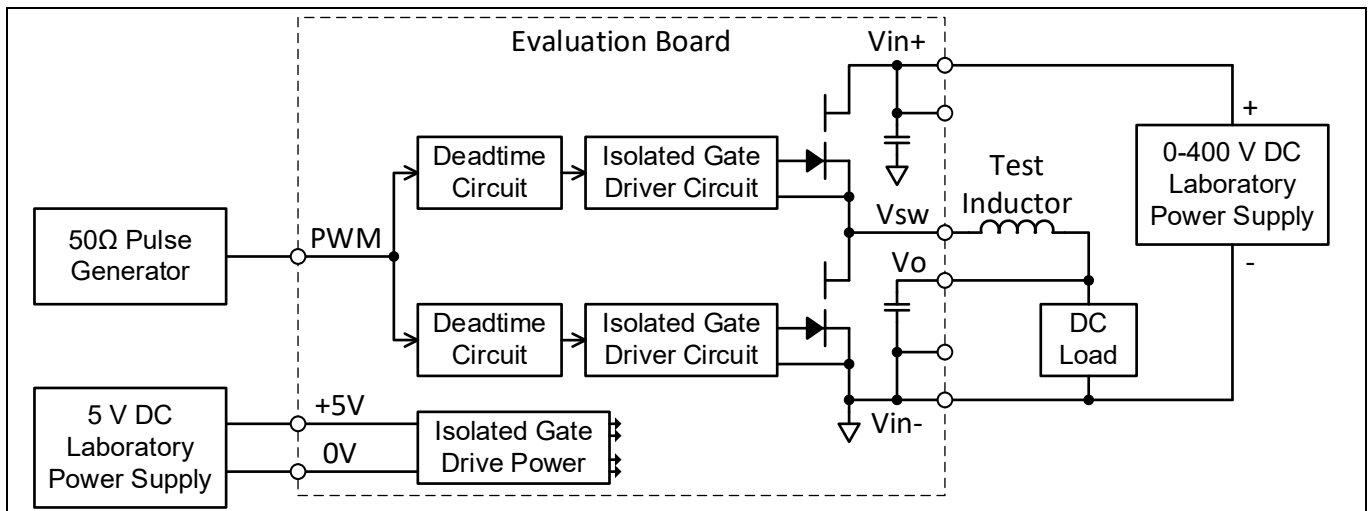 Evaluation Board
Vin+
Deadtime
Circuit
Isolated Gate
Driver Circuit
Test
Inductor
+
0-400 V DC
Laboratory
Power Supply
-
50Ω Pulse
Generator
PWM
Vsw
Vo
Deadtime
Circuit
Isolated Gate
Driver Circuit
DC
Load
5 V DC
Laboratory
Power Supply
+5V
0V
Isolated Gate
Drive Power
Vin-